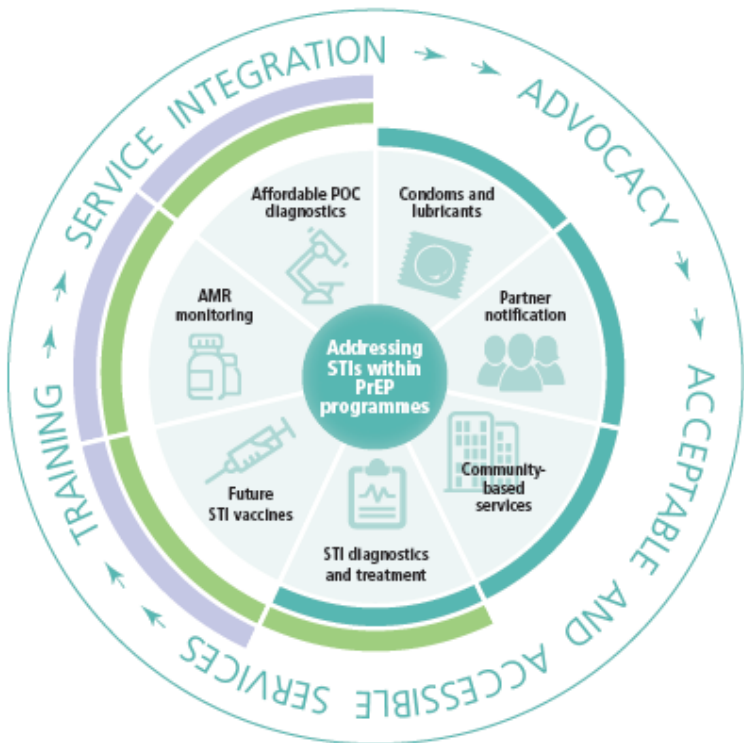 SERVICE INTEGRATION
ADVOCACY
ACCEPTABLE AND ACCESSIBLE SERVICES
TRAINING
Affordable POC
diagnostics
Condoms and
lubricants
AMR
monitoring
Partner
notification
Addressing
STIs within
PrEP
programmes
Future
STI vaccines
Community-
based
services
STI diagnostics
and treatment